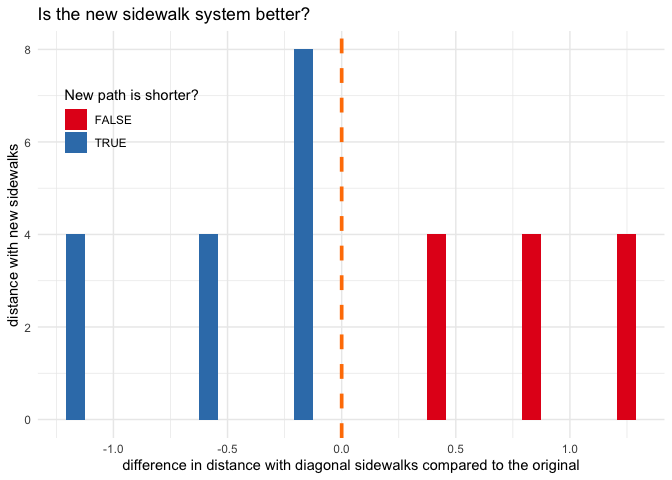 Is the new sidewalk system better?
8
New path is shorter?
FALSE
TRUE
6
4
2
0
distance with new sidewalks
-1.0
-0.5
0.0
0.5
1.0
difference in distance with diagonal sidewalks compared to the original